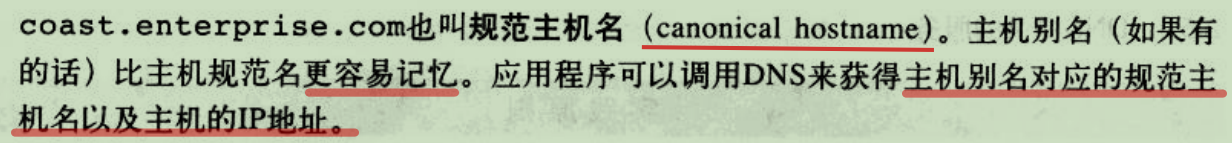 coast.enterprise.com也叫规范主机名（canonical hostname）。主机别名（如果有
的话）比主机规范名更容易记忆。应用程序可以调用DNS来获得主机别名对应的规范主
机名以及主机的IP地址。